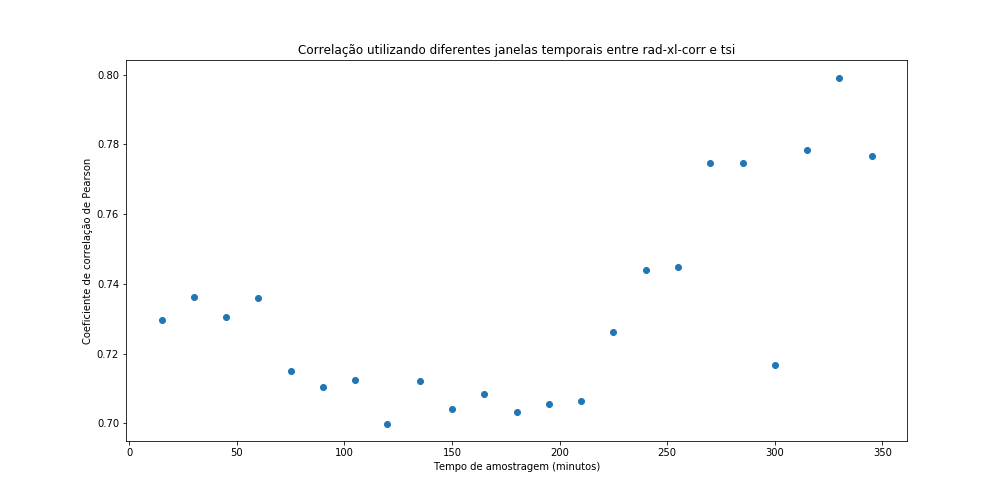 Correlação utilizando diferentes janelas temporais entre rad-xl-corr e tsi
Coeficiente de correlação de Pearson
0.80
0.78
0.76
0.74
0.72
0.70
0 50 100 150 200 250 300 350
Tempo de amostragem (minutos)